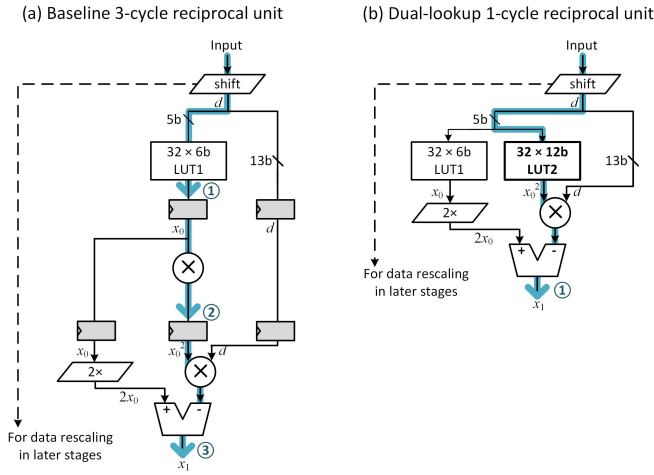 (a) Baseline 3-cycle reciprocal unit
Input
shift
d
5b
32 × 6b
LUT1
13b
①
x₀
d
②
x₀
x₀²
d
2×
2x₀
+
-
③
x₁
For data rescaling
in later stages
(b) Dual-lookup 1-cycle reciprocal unit
Input
shift
d
5b
32 × 6b
LUT1
32 × 12b
LUT2
13b
x₀
x₀²
d
2×
2x₀
+
-
①
x₁
For data rescaling
in later stages